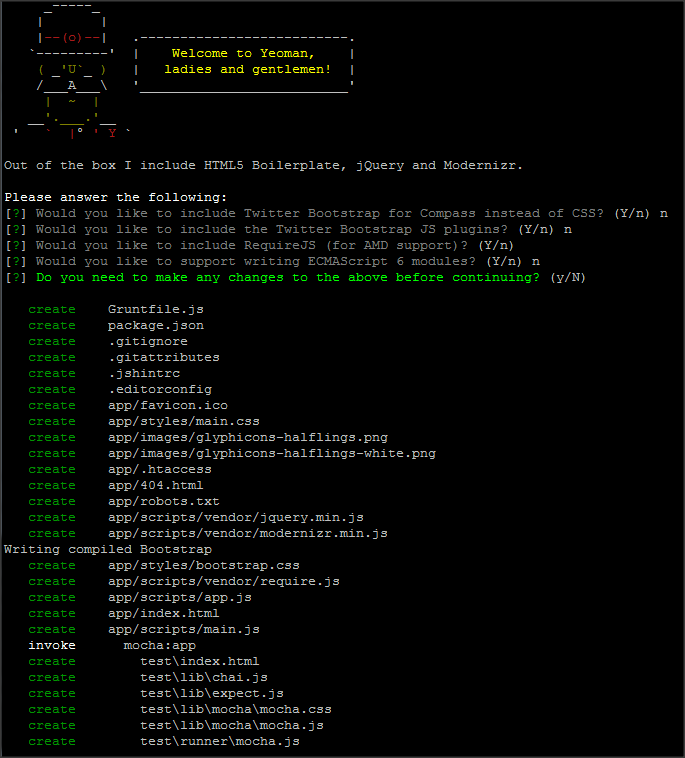 Welcome to Yeoman,
ladies and gentlemen!
Out of the box I include HTML5 Boilerplate, jQuery and Modernizr.
Please answer the following:
[?] Would you like to include Twitter Bootstrap for Compass instead of CSS? (Y/n) n
[?] Would you like to include the Twitter Bootstrap JS plugins? (Y/n) n
[?] Would you like to include RequireJS (for AMD support)? (Y/n)
[?] Would you like to support writing ECMAScript 6 modules? (Y/n) n
[?] Do you need to make any changes to the above before continuing? (y/N)
create Gruntfile.js
create package.json
create .gitignore
create .gitattributes
create .jshintrc
create .editorconfig
create app/favicon.ico
create app/styles/main.css
create app/images/glyphicons-halflings.png
create app/images/glyphicons-halflings-white.png
create app/.htaccess
create app/404.html
create app/robots.txt
create app/scripts/vendor/jquery.min.js
create app/scripts/vendor/modernizr.min.js
Writing compiled Bootstrap
create app/styles/bootstrap.css
create app/scripts/vendor/require.js
create app/scripts/app.js
create app/index.html
create app/scripts/main.js
invoke mocha:app
create test\index.html
create test\lib\chai.js
create test\lib\expect.js
create test\lib\mocha\mocha.css
create test\lib\mocha\mocha.js
create test\runner\mocha.js